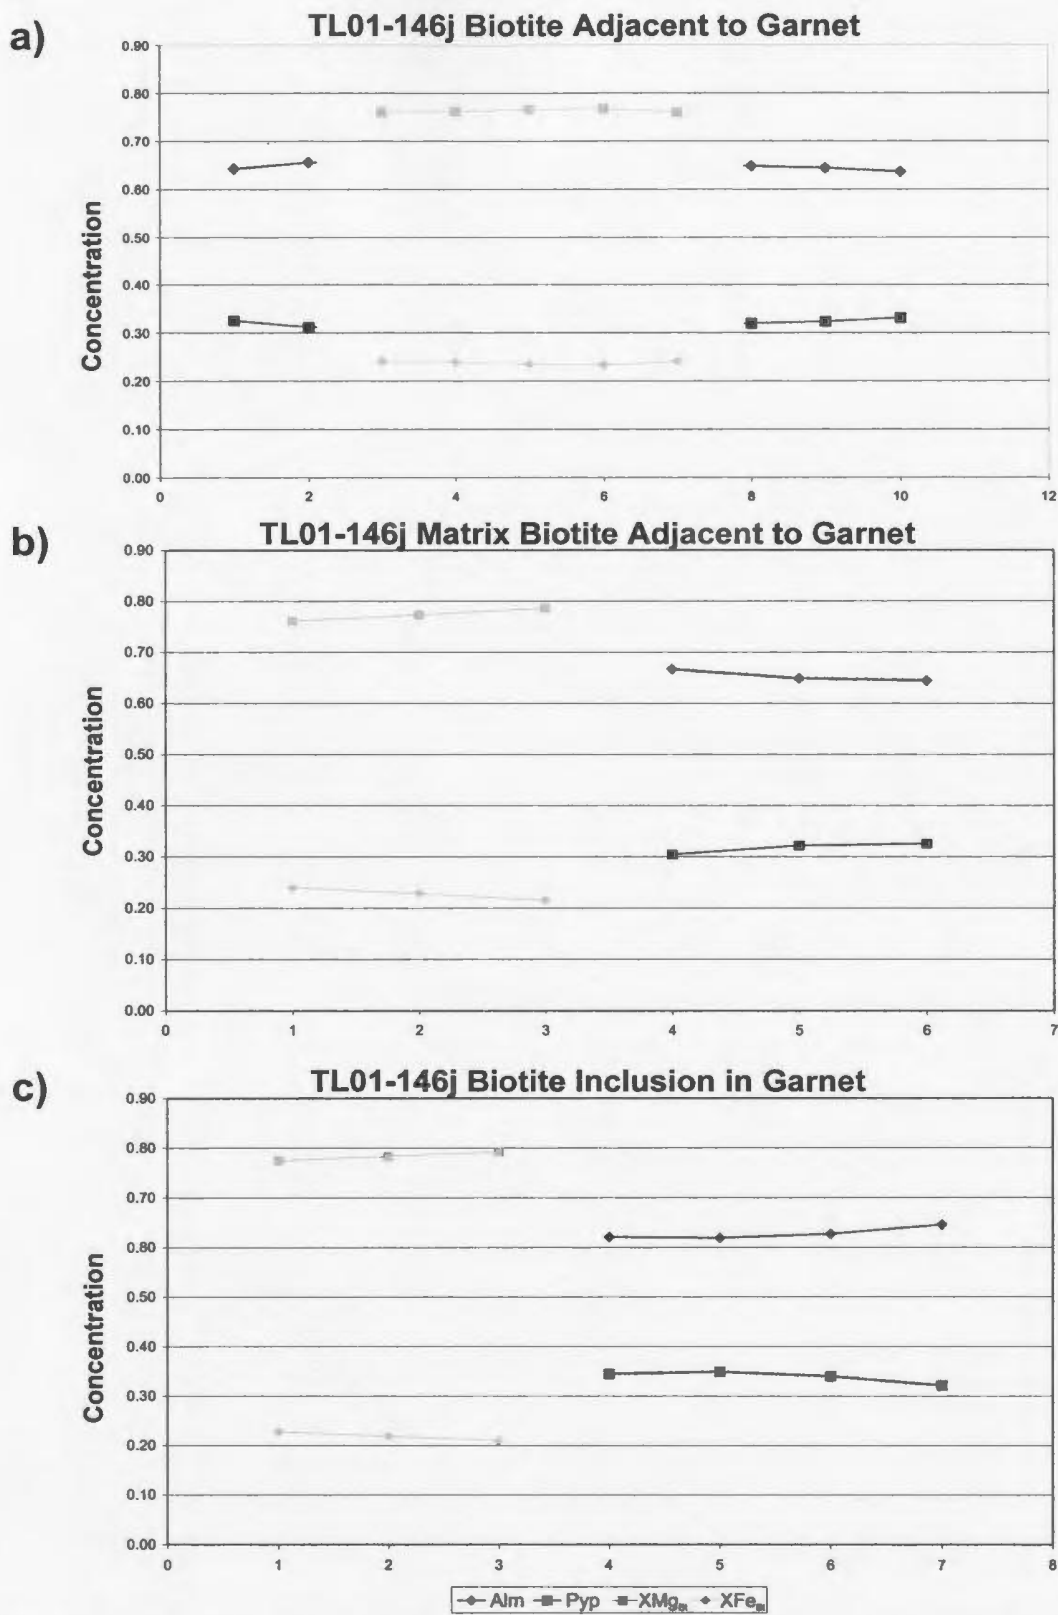 a)
TL01-146j Biotite Adjacent to Garnet
Concentration
0.90
0.80
0.70
0.60
0.50
0.40
0.30
0.20
0.10
0.00
0 2 4 6 8 10 12
b)
TL01-146j Matrix Biotite Adjacent to Garnet
Concentration
0.90
0.80
0.70
0.60
0.50
0.40
0.30
0.20
0.10
0.00
0 1 2 3 4 5 6 7
c)
TL01-146j Biotite Inclusion in Garnet
Concentration
0.90
0.80
0.70
0.80
0.50
0.40
0.30
0.20
0.10
0.00
0 1 2 3 4 5 6 7 8
Alm Pyp XMg XFe